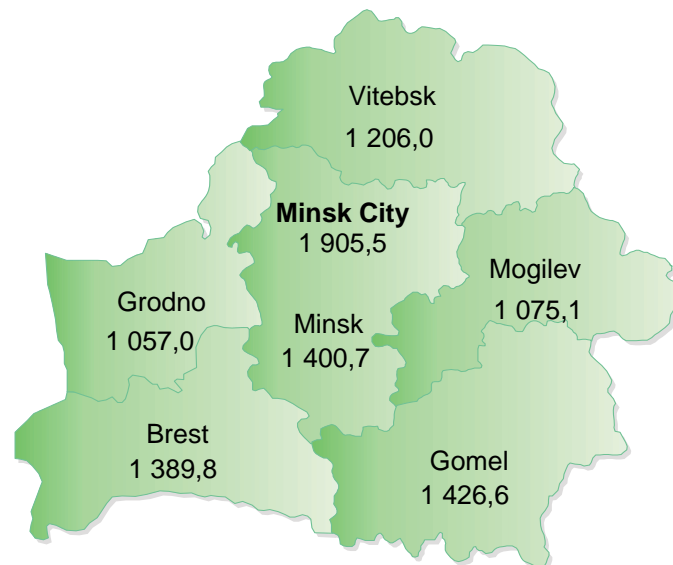 Vitebsk
1 206,0
Minsk City
1 905,5
Mogilev
1 075,1
Grodno
1 057,0
Minsk
1 400,7
Brest
1 389,8
Gomel
1 426,6